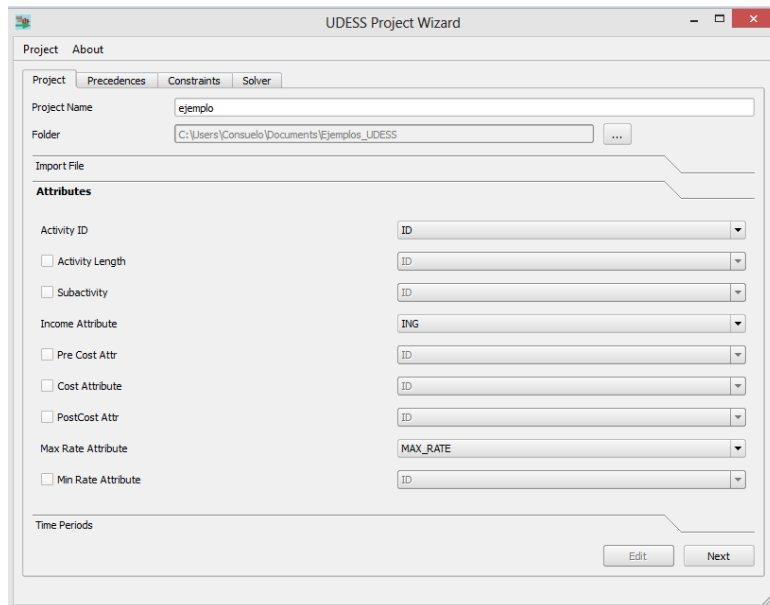 UDESS Project Wizard
Project About
Project Precedences Constraints Solver
Project Name ejemplo
Folder C:\Users\Consuelo\Documents\Ejemplos_UDESS ...
Import File
Attributes
Activity ID ID
Activity Length ID
Subactivity ID
Income Attribute ING
Pre Cost Attr ID
Cost Attribute ID
PostCost Attr ID
Max Rate Attribute MAX_RATE
Min Rate Attribute ID
Time Periods
Edit Next